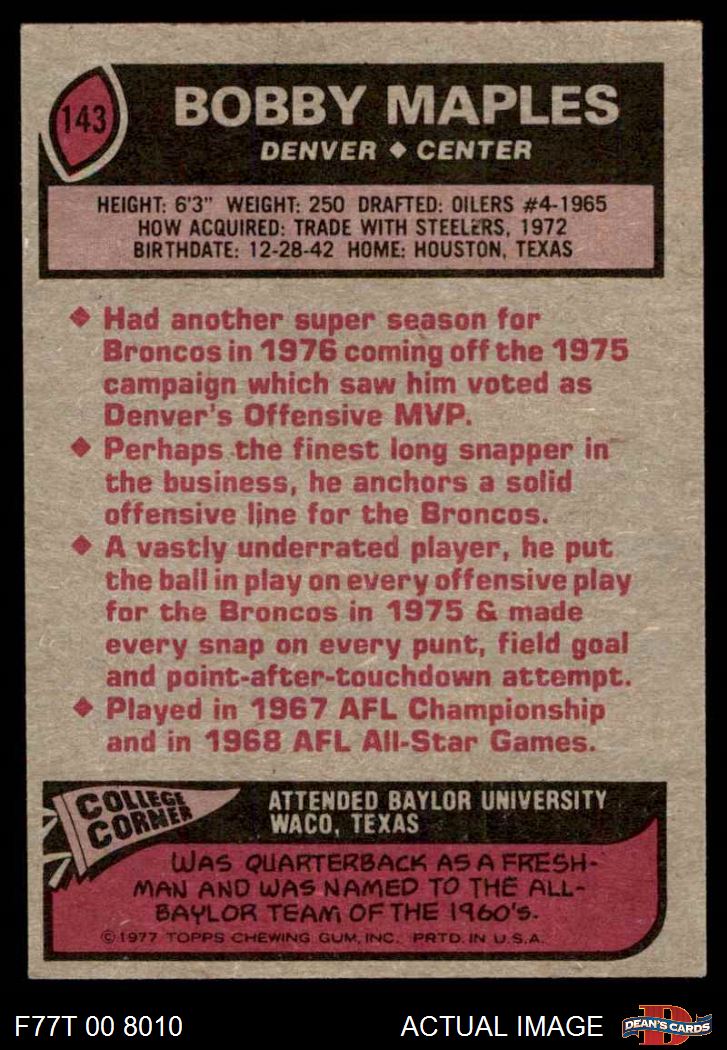 143
BOBBY MAPLES
DENVER ◆ CENTER
HEIGHT: 6'3" WEIGHT: 250 DRAFTED: OILERS #4-1965
HOW ACQUIRED: TRADE WITH STEELERS, 1972
BIRTHDATE: 12-28-42 HOME: HOUSTON, TEXAS
◆ Had another super season for
Broncos in 1976 coming off the 1975
campaign which saw him voted as
Denver's Offensive MVP.
◆ Perhaps the finest long snapper in
the business, he anchors a solid
offensive line for the Broncos.
◆ A vastly underrated player, he put
the ball in play on every offensive play
for the Broncos in 1975 & made
every snap on every punt, field goal
and point-after-touchdown attempt.
◆ Played in 1967 AFL Championship
and in 1968 AFL All-Star Games.
COLLEGE
CORNER
ATTENDED BAYLOR UNIVERSITY
WACO, TEXAS
WAS QUARTERBACK AS A FRESH-
MAN AND WAS NAMED TO THE ALL-
BAYLOR TEAM OF THE 1960's.
©1977 TOPPS CHEWING GUM, INC. PRTD. IN U.S.A.
F77T 00 8010
ACTUAL IMAGE
D
DEAN'S CARDS